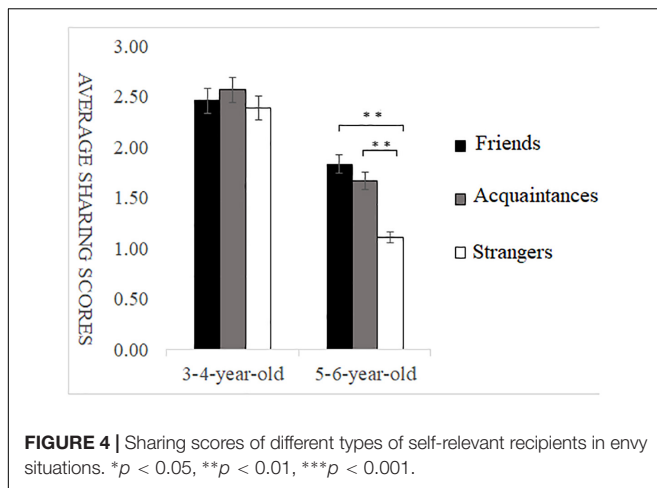 3.00
2.50
2.00
1.50
1.00
0.50
0.00
AVERAGE SHARING SCORES
* *
* *
Friends
Acquaintances
Strangers
3-4-year-old 5-6-year-old
FIGURE 4 | Sharing scores of different types of self-relevant recipients in envy
situations. *p < 0.05, **p < 0.01, ***p < 0.001.